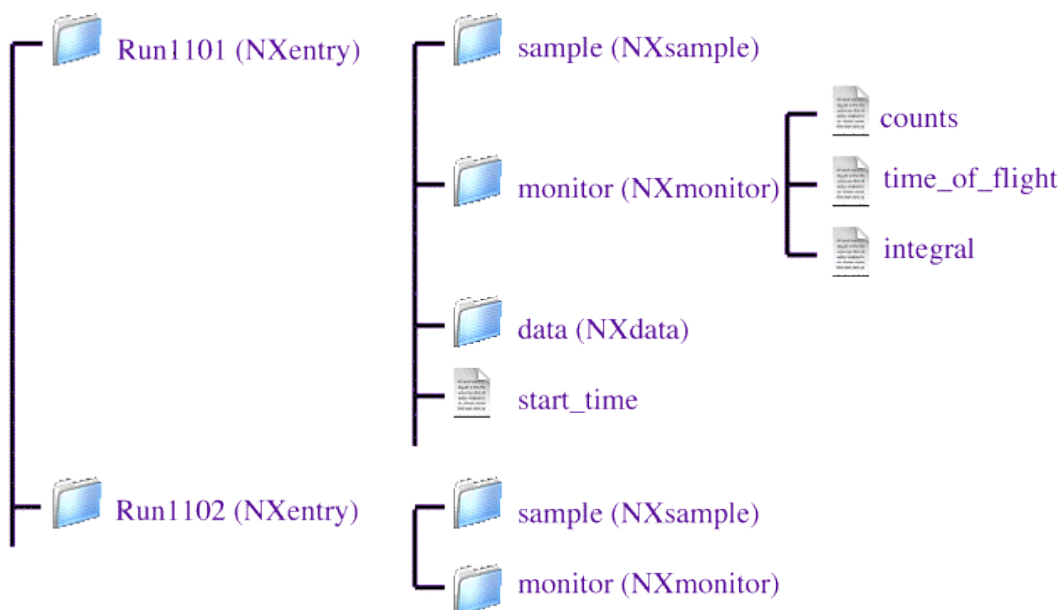 Run1101 (NXentry)
sample (NXsample)
monitor (NXmonitor)
counts
time_of_flight
integral
data (NXdata)
start_time
Run1102 (NXentry)
sample (NXsample)
monitor (NXmonitor)